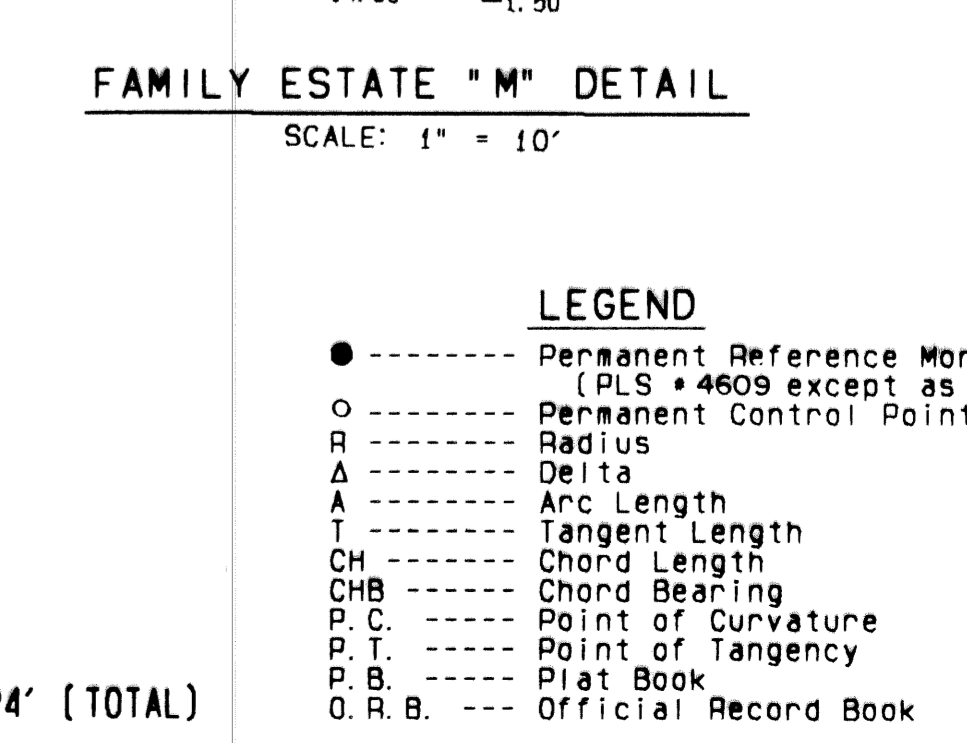 FAMILY ESTATE "M" DETAIL
SCALE: 1" = 10′
LEGEND
● -------- Permanent Reference
(PLS # 4609 except as
○ -------- Permanent Control Point
R -------- Radius
Δ -------- Delta
A -------- Arc Length
T -------- Tangent Length
CH ------- Chord Length
CHB ------ Chord Bearing
P.C. ----- Point of Curvature
P.T. ----- Point of Tangency
P.B. ----- Plat Book
O.R.B. --- Official Record Book
4′ (TOTAL)